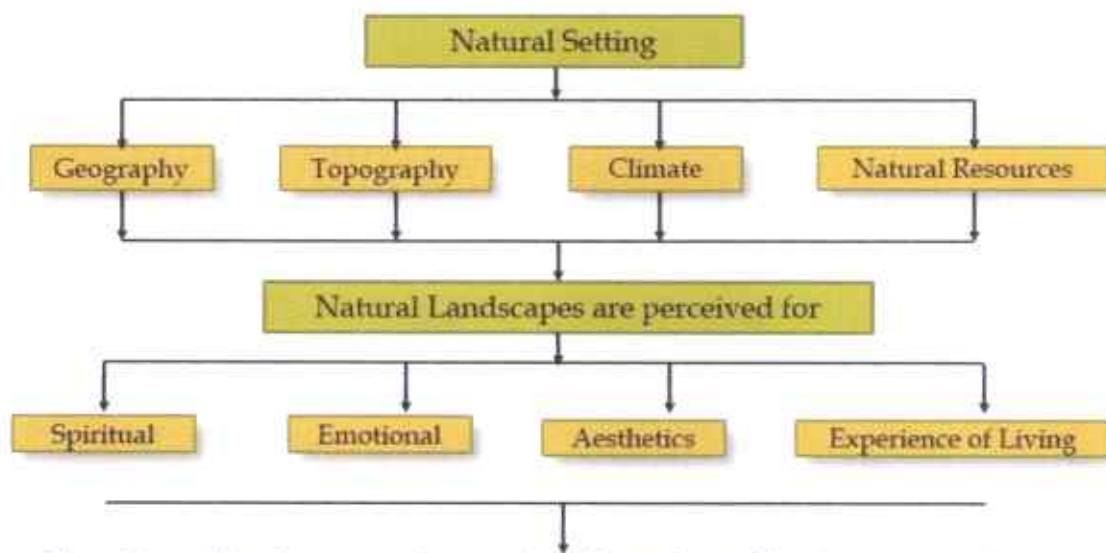 Natural Setting
Geography Topography Climate Natural Resources
Natural Landscapes are perceived for
Spiritual Emotional Aesthetics Experience of Living